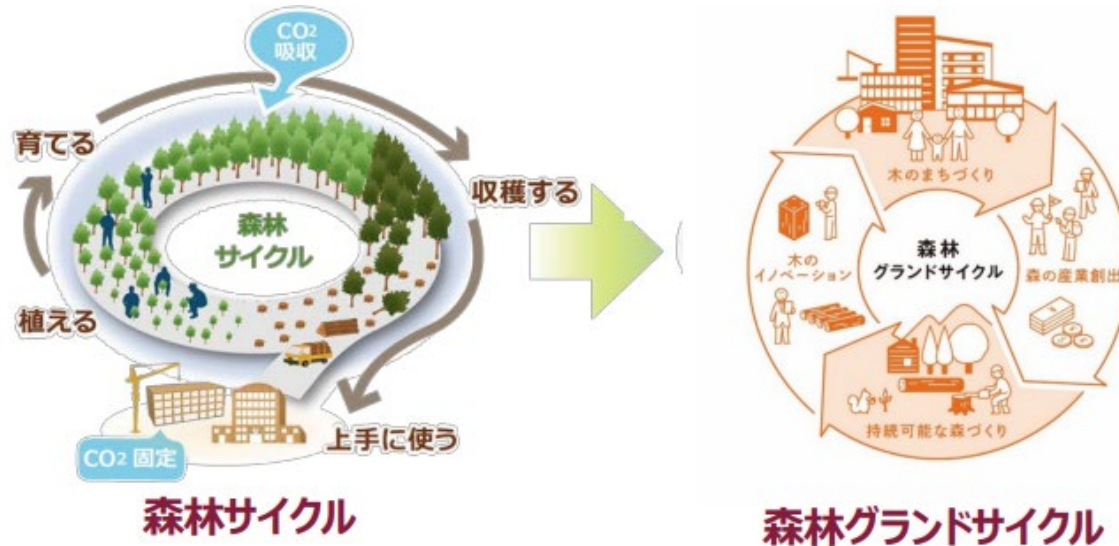 CO2
吸収
育てる
収穫する
森林
サイクル
植える
上手に使う
CO2 固定
森林サイクル
木のまちづくり
木の
イノベーション
森林
グランドサイクル
森の産業創出
持続可能な森づくり
森林グランドサイクル